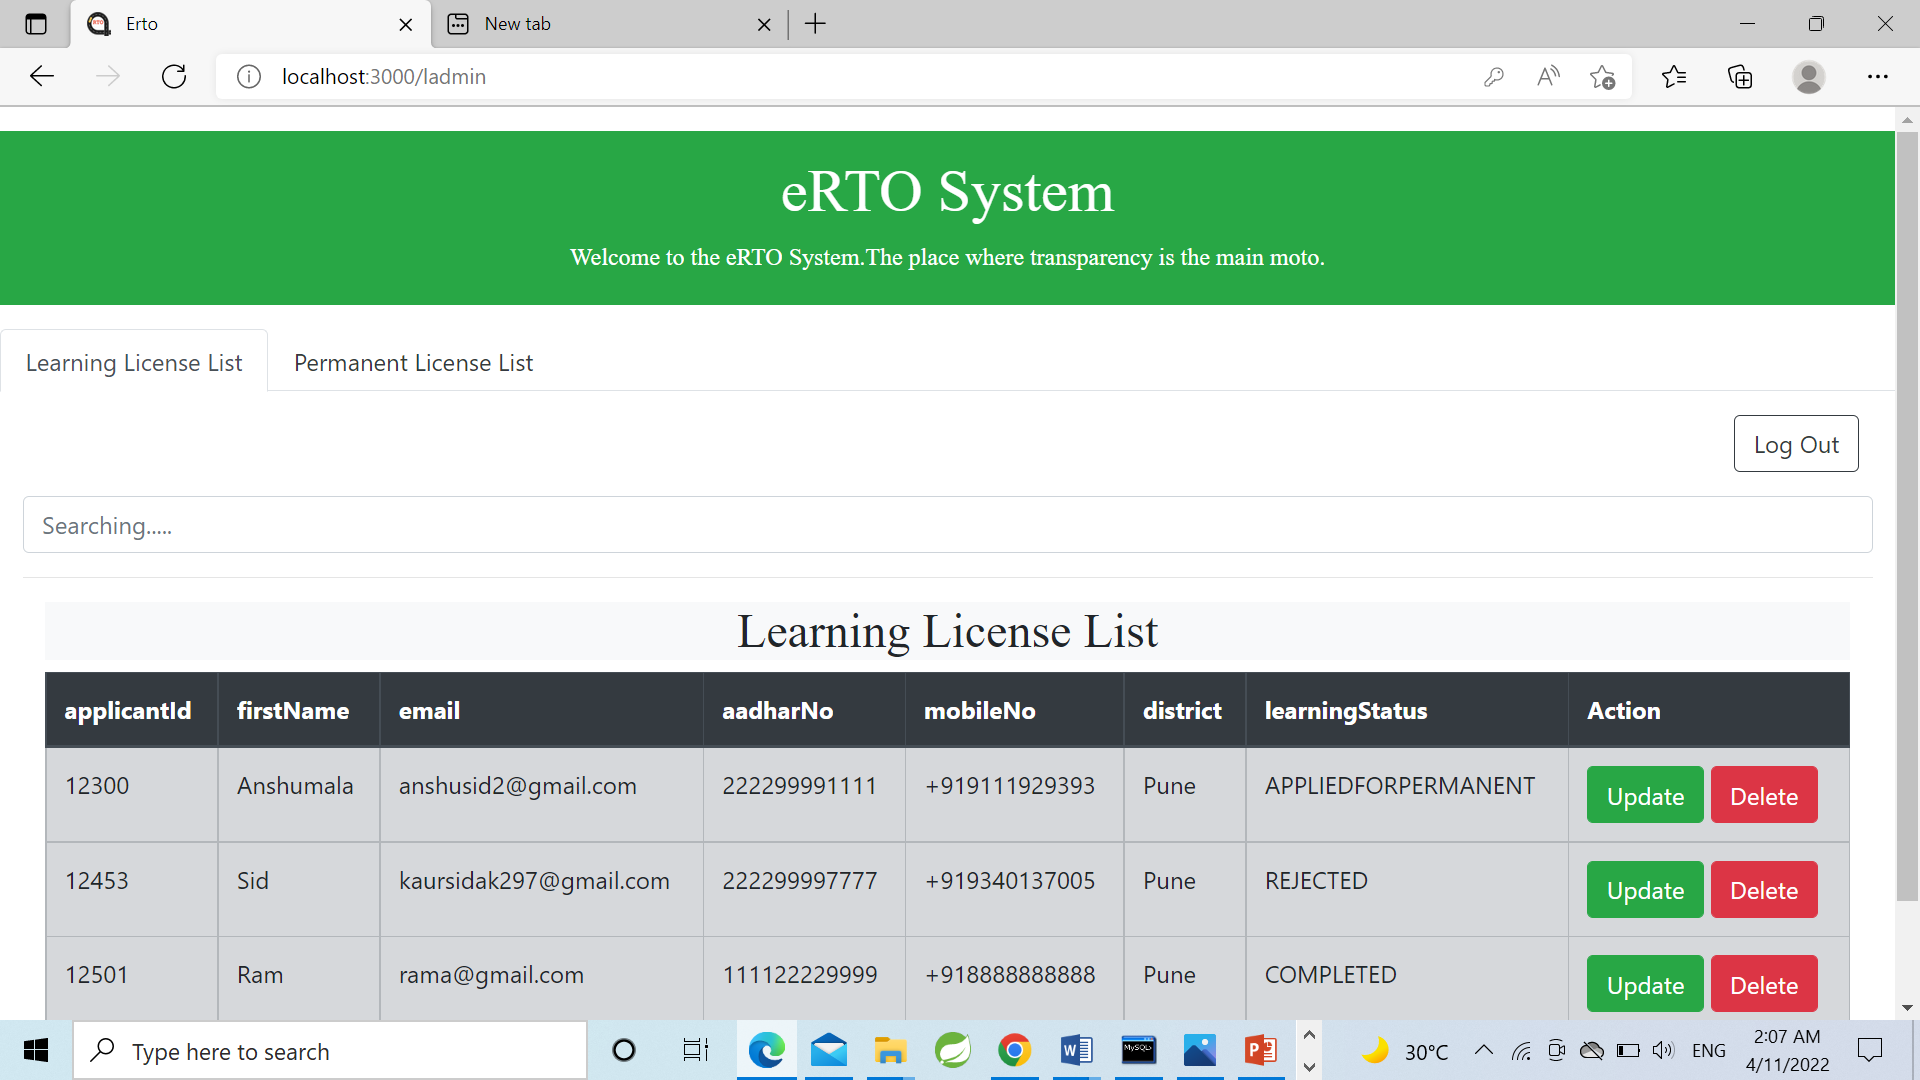 Erto
New tab
localhost:3000/ladmin
eRTO System
Welcome to the eRTO System.The place where transparency is the main moto.
Learning License List
Permanent License List
Log Out
Searching.....
Learning License List
applicantId firstName email aadharNo mobileNo district learningStatus Action
12300 Anshumala anshusid2@gmail.com 222299991111 +919111929393 Pune APPLIEDFORPERMANENT Update Delete
12453 Sid kaursidak297@gmail.com 222299997777 +919340137005 Pune REJECTED Update Delete
12501 Ram rama@gmail.com 111122229999 +918888888888 Pune COMPLETED Update Delete
Type here to search
MySQL
30°C
ENG
2:07 AM
4/11/2022